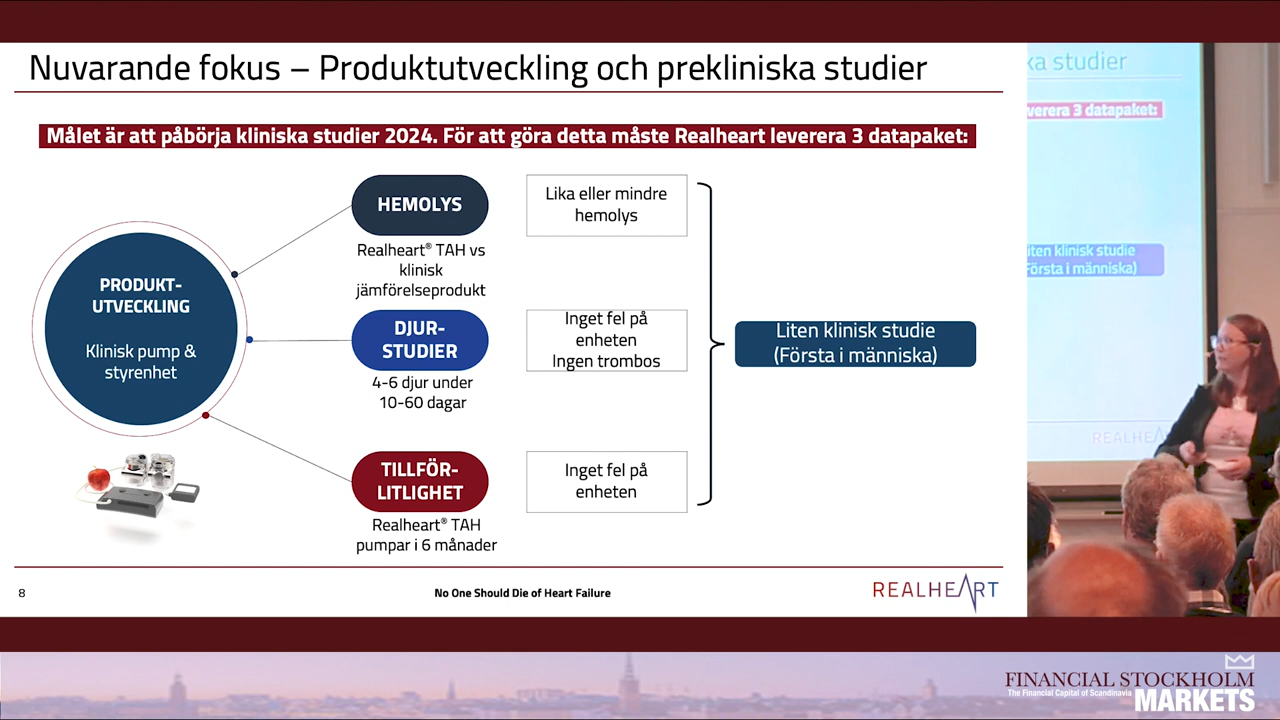 Nuvarande fokus – Produktutveckling och prekliniska studier
Målet är att påbörja kliniska studier 2024. För att göra detta måste Realheart leverera 3 datapaket:
PRODUKT-
UTVECKLING
Klinisk pump &
styrenhet
HEMOLYS
Realheart® TAH vs
klinisk
jämförelseprodukt
Lika eller mindre
hemolys
DJUR-
STUDIER
4-6 djur under
10-60 dagar
Inget fel på
enheten
Ingen trombos
TILLFÖR-
LITLIGHET
Realheart® TAH
pumpar i 6 månader
Inget fel på
enheten
Liten klinisk studie
(Första i människa)
8
No One Should Die of Heart Failure
REALHEART
ka studier
verera 3 datapaket:
iten klinisk studie
Första i människa)
REALHE
FINANCIAL STOCKHOLM
The Financial Capital of Scandinavia
MARKETS